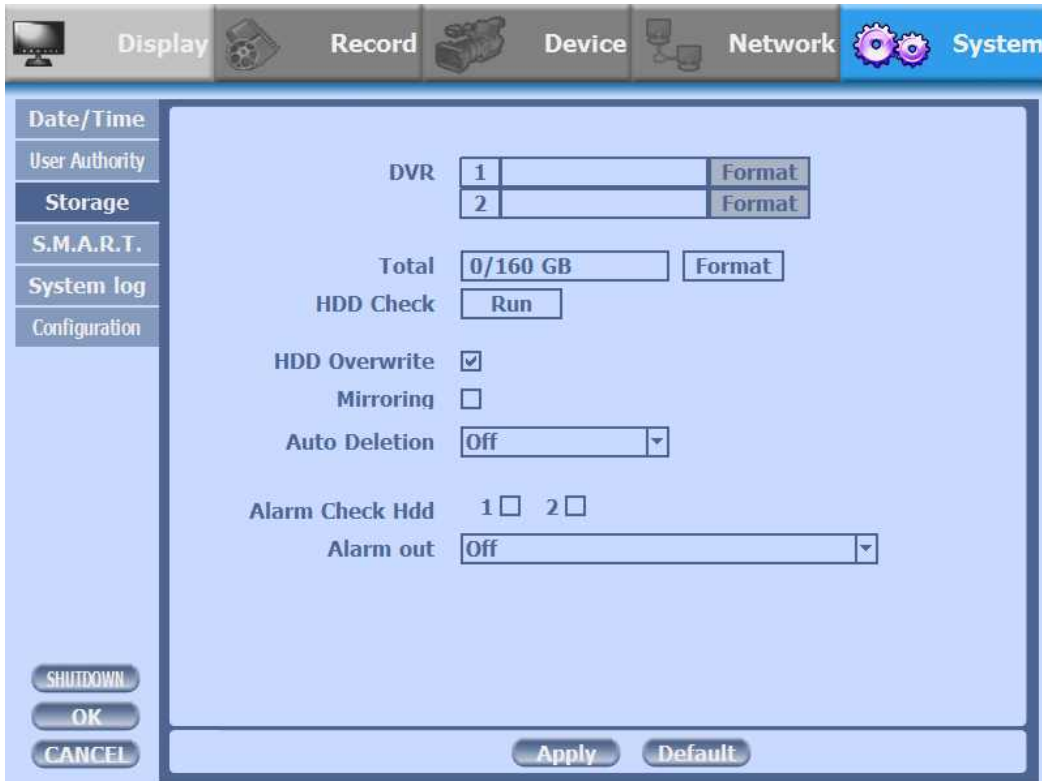 Display Record Device Network System
Date/Time
User Authority
Storage
S.M.A.R.T.
System log
Configuration
DVR 1 Format
2 Format
Total 0/160 GB Format
HDD Check Run
HDD Overwrite
Mirroring
Auto Deletion Off
Alarm Check Hdd 1 2
Alarm out Off
SHUTDOWN
OK
CANCEL
Apply Default